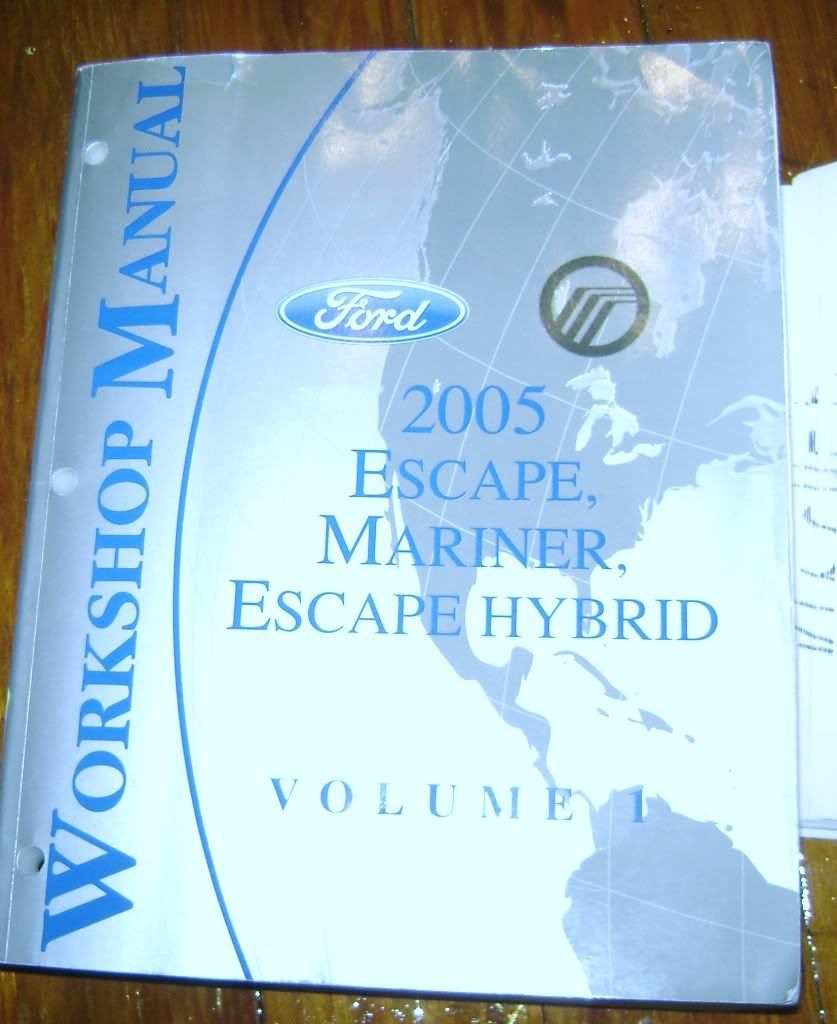 WORKSHOP MANUAL
Ford
2005
ESCAPE,
MARINER,
ESCAPE HYBRID
VOLUME 1